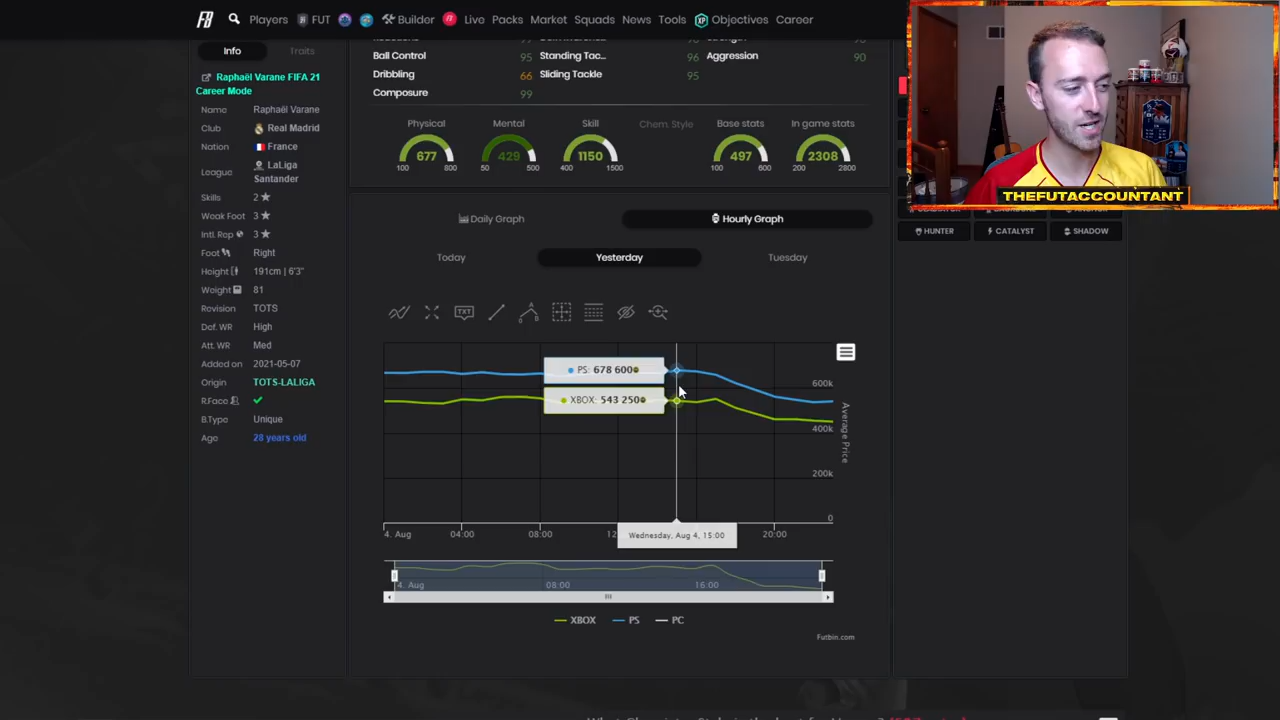 Players FUT Builder Live Packs Market Squads News Tools XP Objectives Career
Info Traits
Raphaël Varane FIFA 21
Career Mode
Name Raphaël Varane
Club Real Madrid
Nation France
League LaLiga
Santander
Skills 2★
Weak Foot 3★
Intl.Rep 3★
Foot Right
Height 191cm | 6'3"
Weight 81
Revision TOTS
Def. WR High
Att. WR Med
Added on 2021-05-07
Origin TOTS-LALIGA
R.Face
B.Type Unique
Age 28 years old
Ball Control 95 Standing Tac... 96 Aggression 90
Dribbling 66 Sliding Tackle 95
Composure 99
Physical Mental Skill Chem. Style Base stats In game stats
677 429 1150 497 2308
100 800 50 500 400 1500 100 600 200 2800
Daily Graph Hourly Graph
Today Yesterday Tuesday
TXT
PS: 678 600
XBOX: 543 250
600k
400k
200k
0
Average Price
4. Aug 04:00 08:00 12 20:00
Wednesday, Aug 4, 15:00
4. Aug 08:00 16:00
XBOX PS PC
Futbin.com
THEFUTACCOUNTANT
HUNTER CATALYST SHADOW